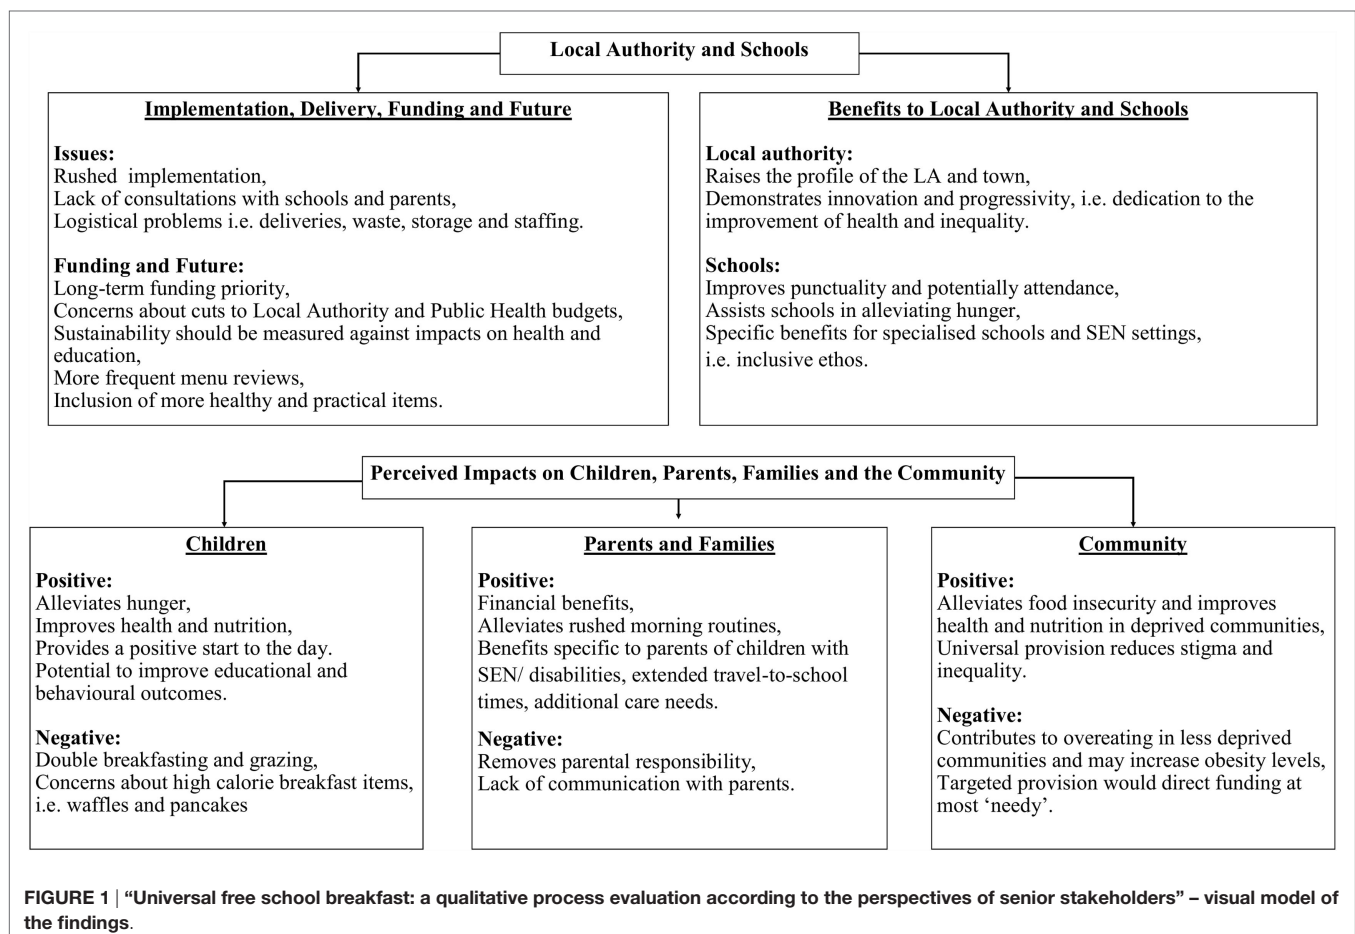 Local Authority and Schools
Implementation, Delivery, Funding and Future
Issues:
Rushed implementation,
Lack of consultations with schools and parents,
Logistical problems i.e. deliveries, waste, storage and staffing.
Funding and Future:
Long-term funding priority,
Concerns about cuts to Local Authority and Public Health budgets,
Sustainability should be measured against impacts on health and
education,
More frequent menu reviews,
Inclusion of more healthy and practical items.
Benefits to Local Authority and Schools
Local authority:
Raises the profile of the LA and town,
Demonstrates innovation and progressivity, i.e. dedication to the
improvement of health and inequality.
Schools:
Improves punctuality and potentially attendance,
Assists schools in alleviating hunger,
Specific benefits for specialised schools and SEN settings,
i.e. inclusive ethos.
Perceived Impacts on Children, Parents, Families and the Community
Children
Positive:
Alleviates hunger,
Improves health and nutrition,
Provides a positive start to the day.
Potential to improve educational and
behavioural outcomes.
Negative:
Double breakfasting and grazing,
Concerns about high calorie breakfast items,
i.e. waffles and pancakes
Parents and Families
Positive:
Financial benefits,
Alleviates rushed morning routines,
Benefits specific to parents of children with
SEN/ disabilities, extended travel-to-school
times, additional care needs.
Negative:
Removes parental responsibility,
Lack of communication with parents.
Community
Positive:
Alleviates food insecurity and improves
health and nutrition in deprived communities,
Universal provision reduces stigma and
inequality.
Negative:
Contributes to overeating in less deprived
communities and may increase obesity levels,
Targeted provision would direct funding at
most ‘needy’.
FIGURE 1 | “Universal free school breakfast: a qualitative process evaluation according to the perspectives of senior stakeholders” – visual model of
the findings.